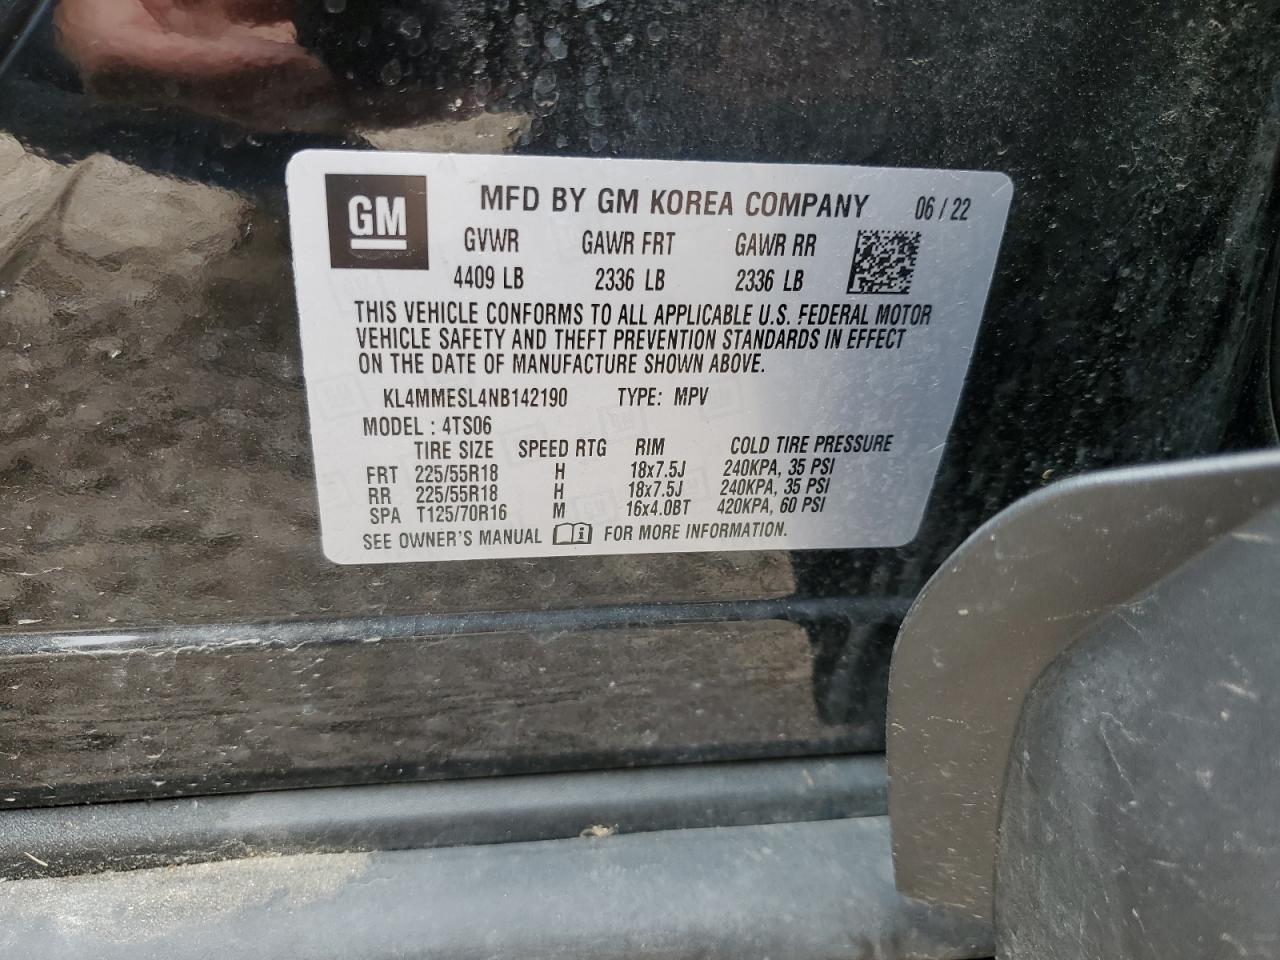 GM MFD BY GM KOREA COMPANY 06 / 22
GVWR GAWR FRT GAWR RR
4409 LB 2336 LB 2336 LB
THIS VEHICLE CONFORMS TO ALL APPLICABLE U.S. FEDERAL MOTOR
VEHICLE SAFETY AND THEFT PREVENTION STANDARDS IN EFFECT
ON THE DATE OF MANUFACTURE SHOWN ABOVE.
KL4MMESL4NB142190 TYPE: MPV
MODEL : 4TS06
TIRE SIZE SPEED RTG RIM COLD TIRE PRESSURE
FRT 225/55R18 H 18x7.5J 240KPA, 35 PSI
RR 225/55R18 H 18x7.5J 240KPA, 35 PSI
SPA T125/70R16 M 16x4.0BT 420KPA, 60 PSI
SEE OWNER'S MANUAL i FOR MORE INFORMATION.